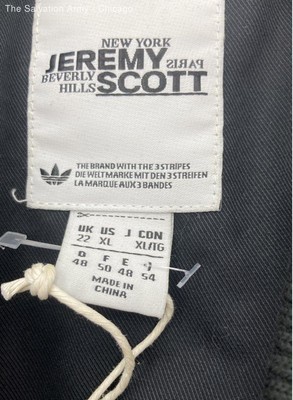 The Salvation Army - Chicago
NEW YORK
JEREMY PARIS
BEVERLY
HILLS SCOTT
THE BRAND WITH THE 3 STRIPES
DIE WELTMARKE MIT DEN 3 STREIFEN
LA MARQUE AUX 3 BANDES
UK US J CON
22 XL XL/TG
D F E
48 50 48 54
MADE IN
CHINA